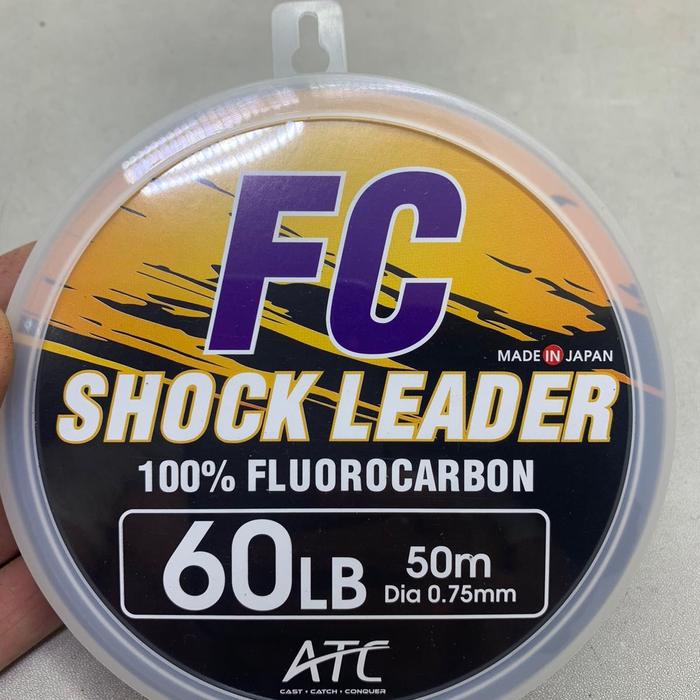 FC
MADE IN JAPAN
SHOCK LEADER
100% FLUOROCARBON
60LB
50m
Dia 0.75mm
ATC
CAST • CATCH • CONQUER